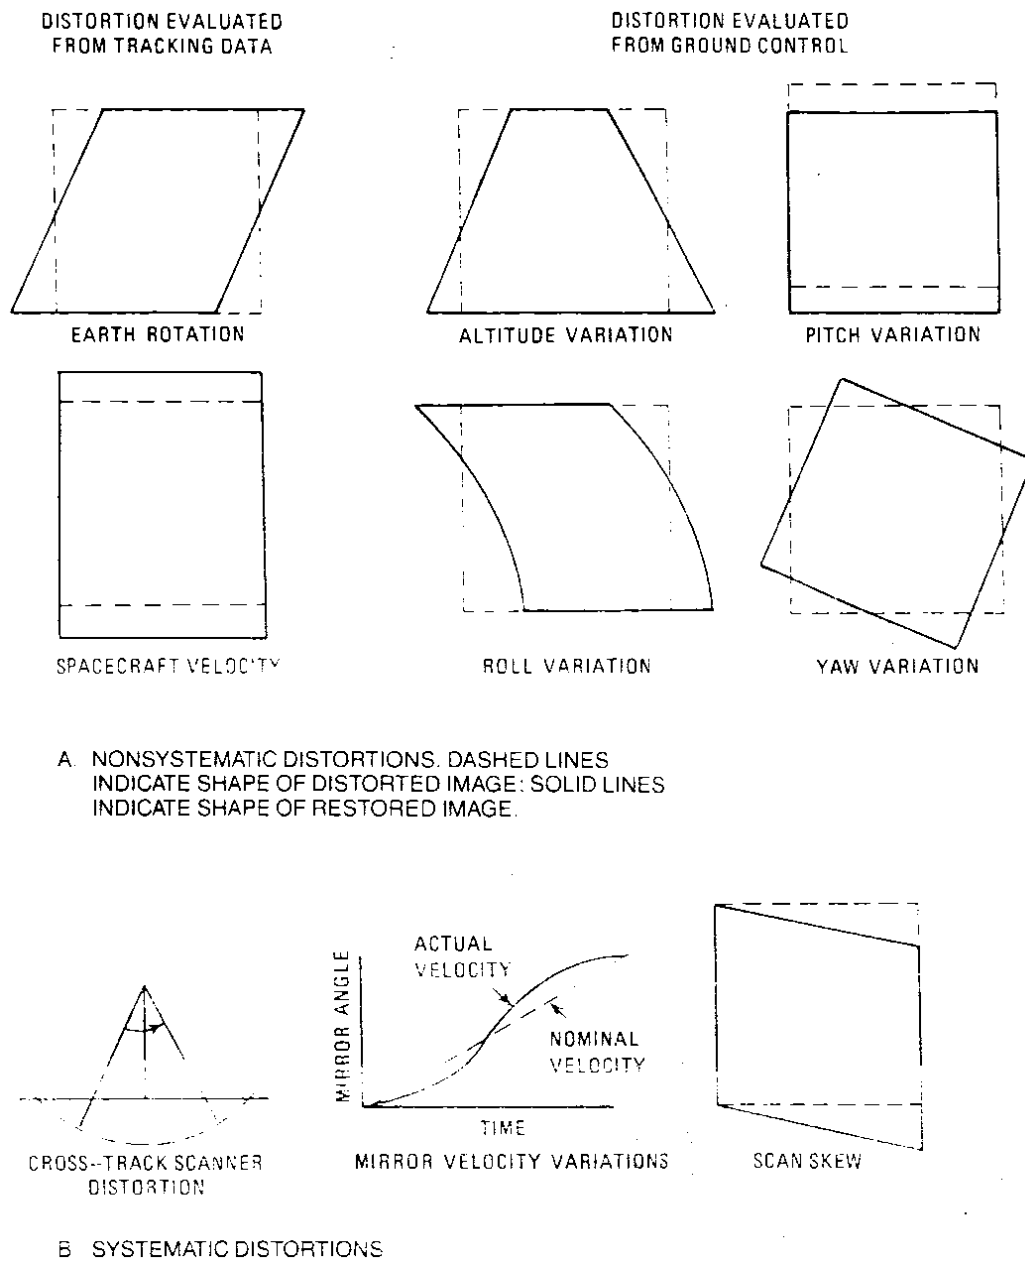 DISTORTION EVALUATED
FROM TRACKING DATA
DISTORTION EVALUATED
FROM GROUND CONTROL
EARTH ROTATION
ALTITUDE VARIATION
PITCH VARIATION
SPACECRAFT VELOCITY
ROLL VARIATION
YAW VARIATION
A. NONSYSTEMATIC DISTORTIONS. DASHED LINES
INDICATE SHAPE OF DISTORTED IMAGE: SOLID LINES
INDICATE SHAPE OF RESTORED IMAGE.
CROSS--TRACK SCANNER
DISTORTION
MIRROR ANGLE
ACTUAL
VELOCITY
NOMINAL
VELOCITY
TIME
MIRROR VELOCITY VARIATIONS
SCAN SKEW
B SYSTEMATIC DISTORTIONS